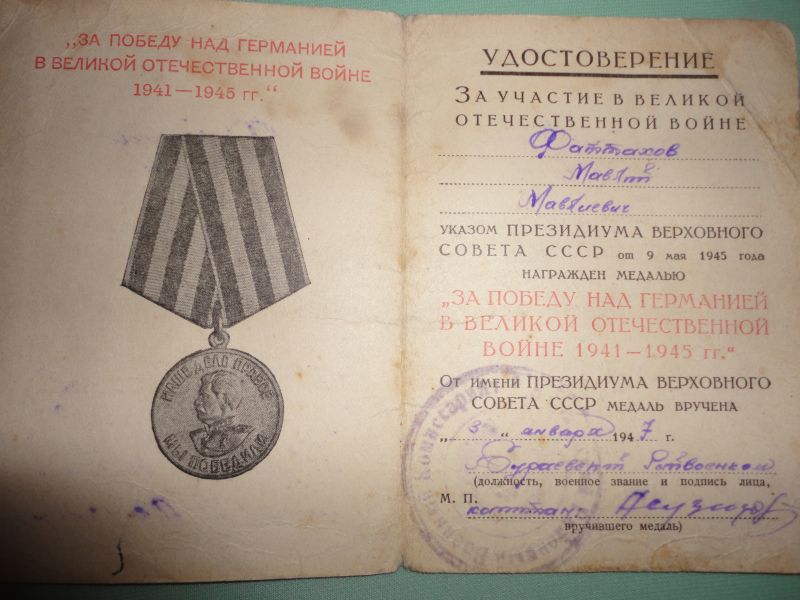 „ЗА ПОБЕДУ НАД ГЕРМАНИЕЙ
В ВЕЛИКОЙ ОТЕЧЕСТВЕННОЙ ВОЙНЕ
1941—1945 гг.“
НАШЕ ДЕЛО ПРАВОЕ
МЫ ПОБЕДИЛИ
УДОСТОВЕРЕНИЕ
ЗА УЧАСТИЕ В ВЕЛИКОЙ
ОТЕЧЕСТВЕННОЙ ВОЙНЕ
Фаттахов
УКАЗОМ ПРЕЗИДИУМА ВЕРХОВНОГО
СОВЕТА СССР от 9 мая 1945 года
НАГРАЖДЕН МЕДАЛЬЮ
„ЗА ПОБЕДУ НАД ГЕРМАНИЕЙ
В ВЕЛИКОЙ ОТЕЧЕСТВЕННОЙ
ВОЙНЕ 1941—1945 гг.“
От имени ПРЕЗИДИУМА ВЕРХОВНОГО
СОВЕТА СССР МЕДАЛЬ ВРУЧЕНА
„3“ января 1947 г.
(должность, военное звание и подпись лица,
М. П.
вручившего медаль)